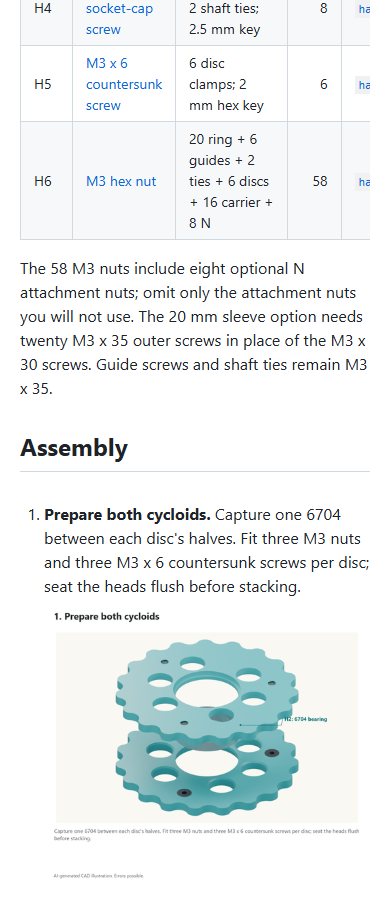 H4
socket-cap
screw
2 shaft ties;
2.5 mm key
8
ha
H5
M3 x 6
countersunk
screw
6 disc
clamps; 2
mm hex key
6
ha
H6
M3 hex nut
20 ring + 6
guides + 2
ties + 6 discs
+ 16 carrier +
8 N
58
ha
The 58 M3 nuts include eight optional N
attachment nuts; omit only the attachment nuts
you will not use. The 20 mm sleeve option needs
twenty M3 x 35 outer screws in place of the M3 x
30 screws. Guide screws and shaft ties remain M3
x 35.
Assembly
1. Prepare both cycloids. Capture one 6704
between each disc's halves. Fit three M3 nuts
and three M3 x 6 countersunk screws per disc;
seat the heads flush before stacking.
1. Prepare both cycloids
H2: 6704 bearing
Capture one 6704 between each disc's halves. Fit three M3 nuts and three M3 x 6 countersunk screws per disc; seat the heads flush
before stacking.
AI-generated CAD illustration. Errors possible.